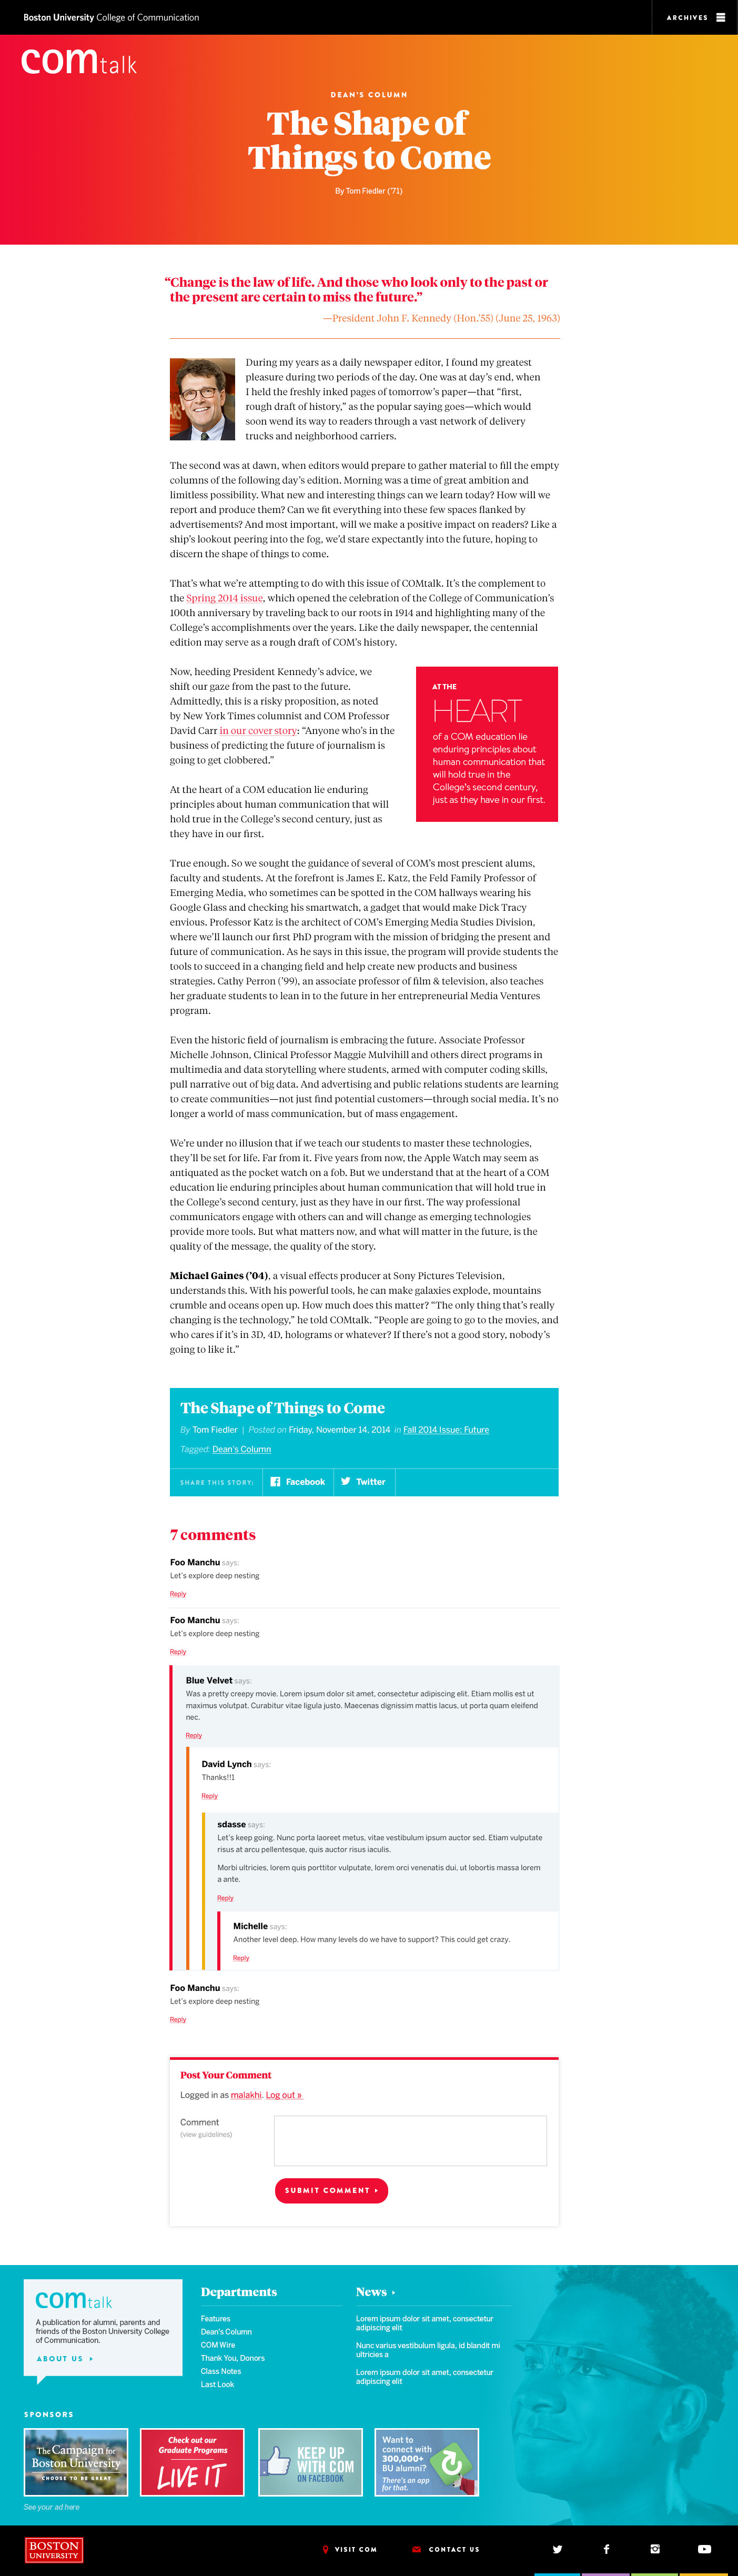 Boston University College of Communication
ARCHIVES
comtalk
DEAN'S COLUMN
The Shape of
Things to Come
By Tom Fiedler ('71)
“Change is the law of life. And those who look only to the past or
the present are certain to miss the future.”
—President John F. Kennedy (Hon.’55) (June 25, 1963)
During my years as a daily newspaper editor, I found my greatest
pleasure during two periods of the day. One was at day’s end, when
I held the freshly inked pages of tomorrow’s paper—that “first,
rough draft of history,” as the popular saying goes—which would
soon wend its way to readers through a vast network of delivery
trucks and neighborhood carriers.
The second was at dawn, when editors would prepare to gather material to fill the empty
columns of the following day’s edition. Morning was a time of great ambition and
limitless possibility. What new and interesting things can we learn today? How will we
report and produce them? Can we fit everything into these few spaces flanked by
advertisements? And most important, will we make a positive impact on readers? Like a
ship’s lookout peering into the fog, we’d stare expectantly into the future, hoping to
discern the shape of things to come.
That’s what we’re attempting to do with this issue of COMtalk. It’s the complement to
the Spring 2014 issue, which opened the celebration of the College of Communication’s
100th anniversary by traveling back to our roots in 1914 and highlighting many of the
College’s accomplishments over the years. Like the daily newspaper, the centennial
edition may serve as a rough draft of COM’s history.
Now, heeding President Kennedy’s advice, we
shift our gaze from the past to the future.
Admittedly, this is a risky proposition, as noted
by New York Times columnist and COM Professor
David Carr in our cover story: “Anyone who’s in the
business of predicting the future of journalism is
going to get clobbered.”
AT THE
HEART
of a COM education lie
enduring principles about
human communication that
will hold true in the
College’s second century,
just as they have in our first.
At the heart of a COM education lie enduring
principles about human communication that will
hold true in the College’s second century, just as
they have in our first.
True enough. So we sought the guidance of several of COM’s most prescient alums,
faculty and students. At the forefront is James E. Katz, the Feld Family Professor of
Emerging Media, who sometimes can be spotted in the COM hallways wearing his
Google Glass and checking his smartwatch, a gadget that would make Dick Tracy
envious. Professor Katz is the architect of COM’s Emerging Media Studies Division,
where we’ll launch our first PhD program with the mission of bridging the present and
future of communication. As he says in this issue, the program will provide students the
tools to succeed in a changing field and help create new products and business
strategies. Cathy Perron (’99), an associate professor of film & television, also teaches
her graduate students to lean in to the future in her entrepreneurial Media Ventures
program.
Even the historic field of journalism is embracing the future. Associate Professor
Michelle Johnson, Clinical Professor Maggie Mulvihill and others direct programs in
multimedia and data storytelling where students, armed with computer coding skills,
pull narrative out of big data. And advertising and public relations students are learning
to create communities—not just find potential customers—through social media. It’s no
longer a world of mass communication, but of mass engagement.
We’re under no illusion that if we teach our students to master these technologies,
they’ll be set for life. Far from it. Five years from now, the Apple Watch may seem as
antiquated as the pocket watch on a fob. But we understand that at the heart of a COM
education lie enduring principles about human communication that will hold true in
the College’s second century, just as they have in our first. The way professional
communicators engage with others can and will change as emerging technologies
provide more tools. But what matters now, and what will matter in the future, is the
quality of the message, the quality of the story.
Michael Gaines (’04), a visual effects producer at Sony Pictures Television,
understands this. With his powerful tools, he can make galaxies explode, mountains
crumble and oceans open up. How much does this matter? “The only thing that’s really
changing is the technology,” he told COMtalk. “People are going to go to the movies, and
who cares if it’s in 3D, 4D, holograms or whatever? If there’s not a good story, nobody’s
going to like it.”
The Shape of Things to Come
By Tom Fiedler | Posted on Friday, November 14, 2014 in Fall 2014 Issue: Future
Tagged: Dean's Column
SHARE THIS STORY: Facebook Twitter
7 comments
Foo Manchu says:
Let's explore deep nesting
Reply
Foo Manchu says:
Let's explore deep nesting
Reply
Blue Velvet says:
Was a pretty creepy movie. Lorem ipsum dolor sit amet, consectetur adipiscing elit. Etiam mollis est ut
maximus volutpat. Curabitur vitae ligula justo. Maecenas dignissim mattis lacus, ut porta quam eleifend
nec.
Reply
David Lynch says:
Thanks!!1
Reply
sdasse says:
Let's keep going. Nunc porta laoreet metus, vitae vestibulum ipsum auctor sed. Etiam vulputate
risus at arcu pellentesque, quis auctor risus iaculis.
Morbi ultricies, lorem quis porttitor vulputate, lorem orci venenatis dui, ut lobortis massa lorem
a ante.
Reply
Michelle says:
Another level deep. How many levels do we have to support? This could get crazy.
Reply
Foo Manchu says:
Let's explore deep nesting
Reply
Post Your Comment
Logged in as malakhi. Log out »
Comment
(view guidelines)
SUBMIT COMMENT
comtalk
A publication for alumni, parents and
friends of the Boston University College
of Communication.
ABOUT US
Departments
Features
Dean's Column
COM Wire
Thank You, Donors
Class Notes
Last Look
News
Lorem ipsum dolor sit amet, consectetur
adipiscing elit
Nunc varius vestibulum ligula, id blandit mi
ultricies a
Lorem ipsum dolor sit amet, consectetur
adipiscing elit
SPONSORS
The Campaign for
Boston University
CHOOSE TO BE GREAT
Check out our
Graduate Programs
LIVE IT
KEEP UP
WITH COM
ON FACEBOOK
Want to
connect with
300,000+
BU alumni?
There's an app
for that.
See your ad here
BOSTON
UNIVERSITY
VISIT COM
CONTACT US